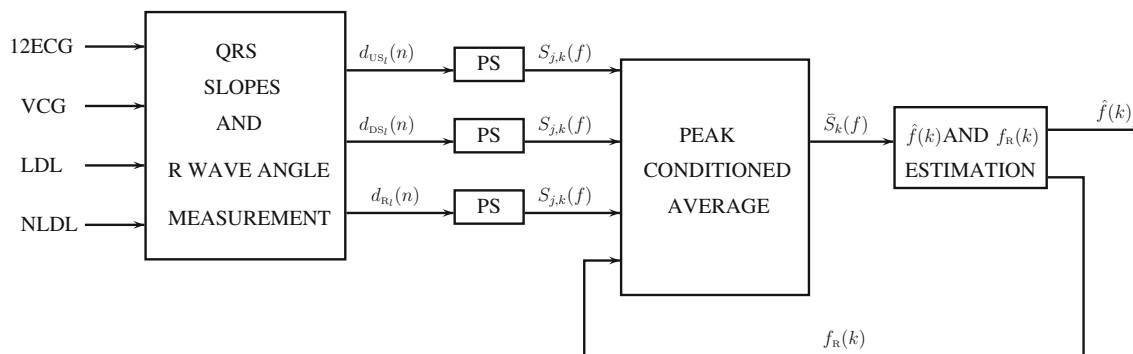 12ECG
VCG
LDL
NLDL
QRS
SLOPES
AND
R WAVE ANGLE
MEASUREMENT
d_{US_l}(n)
PS
S_{j,k}(f)
d_{DS_l}(n)
PS
S_{j,k}(f)
d_{R_l}(n)
PS
S_{j,k}(f)
PEAK
CONDITIONED
AVERAGE
S̄_k(f)
f̂(k) AND f_R(k)
ESTIMATION
f̂(k)
f_R(k)